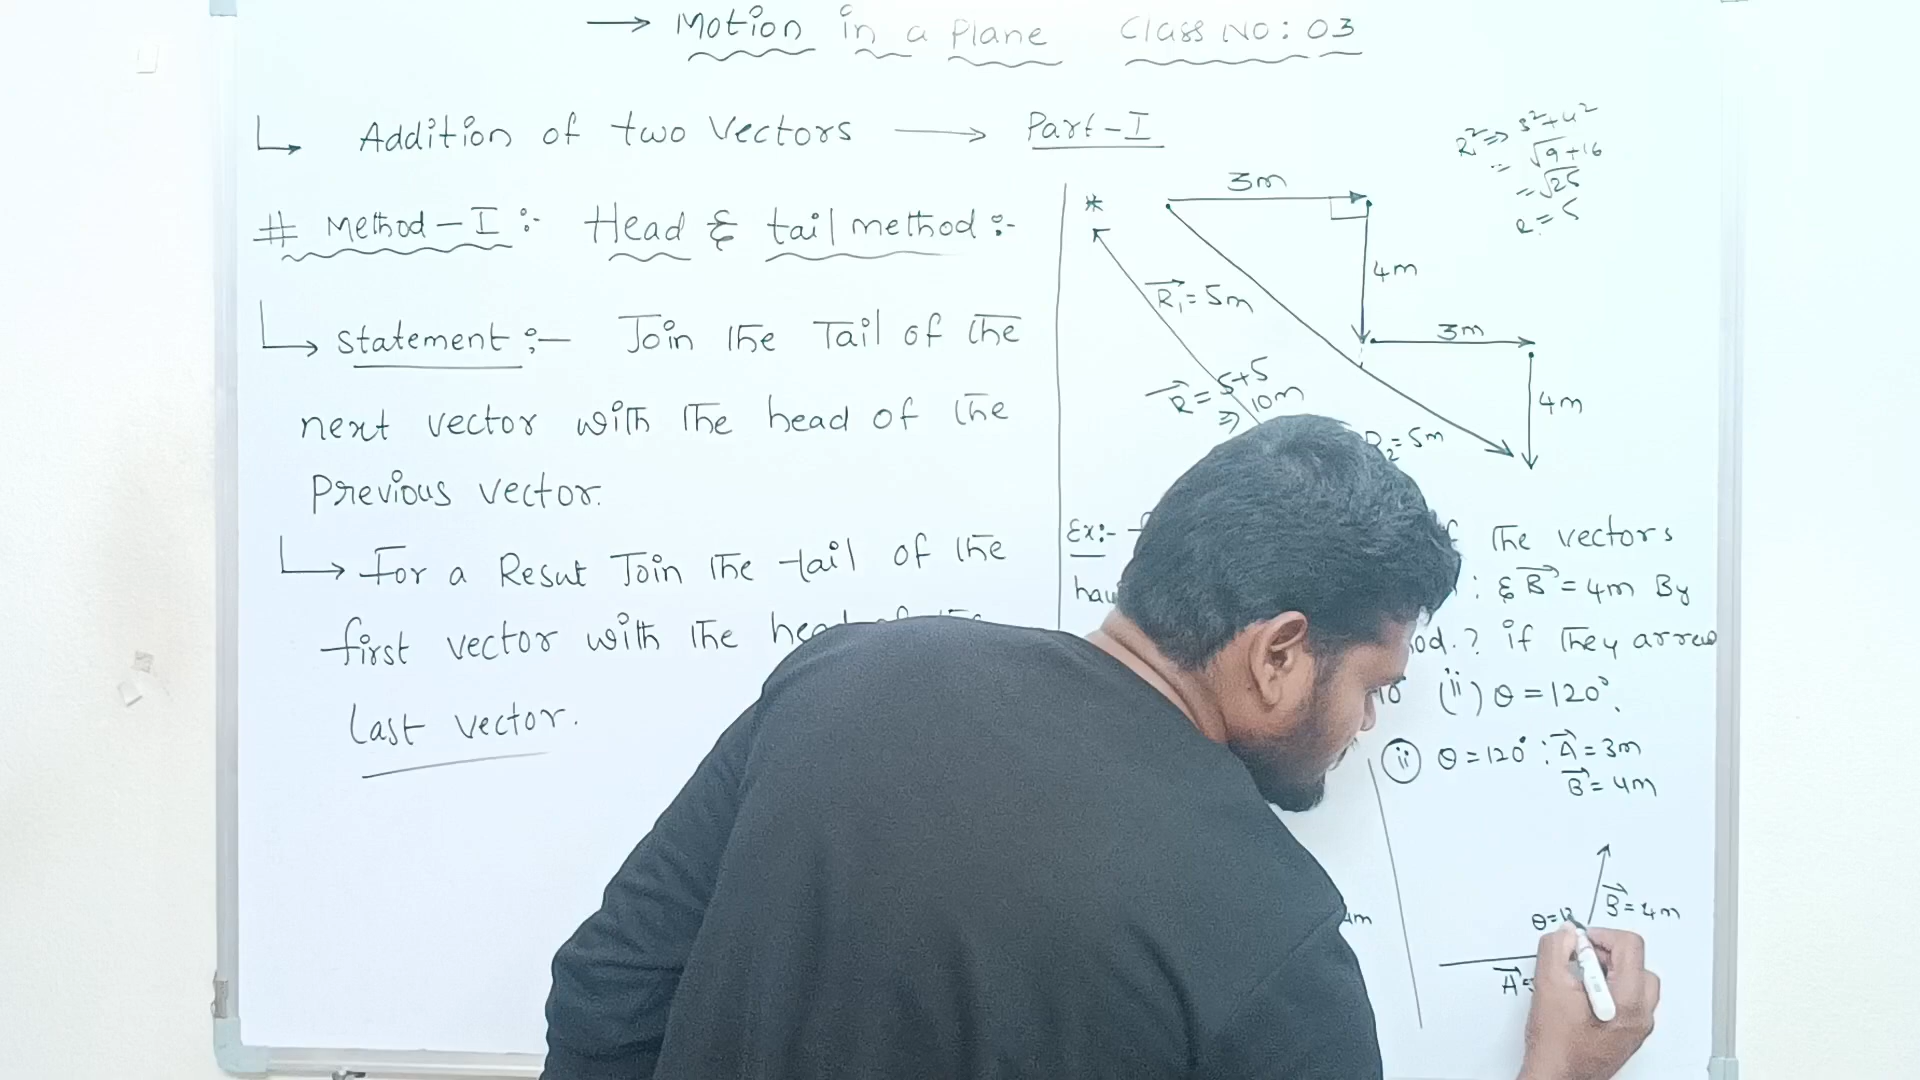 → Motion in a Plane Class No: 03
Addition of two Vectors → Part-I
# Method-I:- Head & tail method:-
Statement:- Join the Tail of the
next vector with the head of the
Previous vector.
For a Resut Join the tail of the
first vector with the head of the
last vector.
R² ⇒ 3²+4²
= √9+16
= √25
R = 5
*
3m
4m
R₁ = 5m
3m
4m
R = 5+5
⇒ 10m
R₂ = 5m
Ex:-
The vectors
& B = 4m By
? if they arrew
(ii) θ = 120°.
(ii) θ = 120° : A = 3m
B = 4m
B = 4m
4m
A =